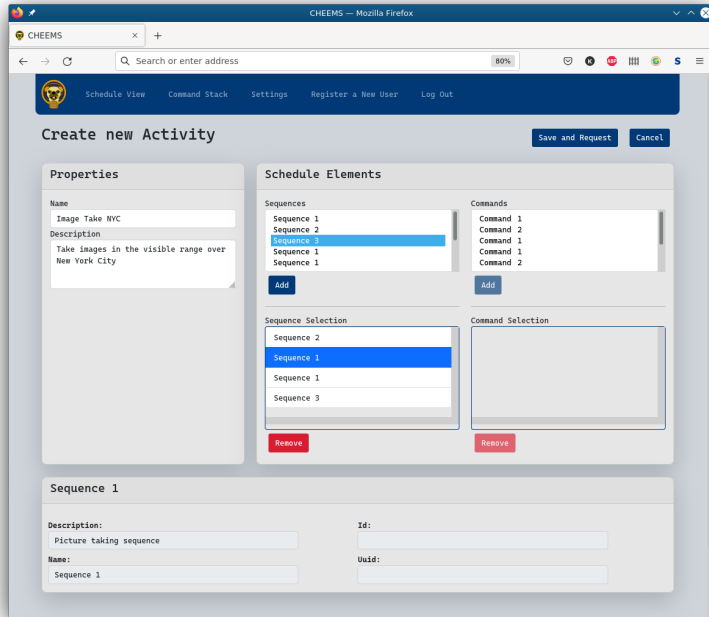 CHEEMS — Mozilla Firefox
CHEEMS
Search or enter address
80%
Schedule View
Command Stack
Settings
Register a New User
Log Out
Create new Activity
Save and Request
Cancel
Properties
Name
Image Take NYC
Description
Take images in the visible range over
New York City
Schedule Elements
Sequences
Sequence 1
Sequence 2
Sequence 3
Sequence 1
Sequence 1
Add
Commands
Command 1
Command 2
Command 1
Command 1
Command 2
Add
Sequence Selection
Sequence 2
Sequence 1
Sequence 1
Sequence 3
Remove
Command Selection
Remove
Sequence 1
Description:
Picture taking sequence
Name:
Sequence 1
Id:
Uuid: